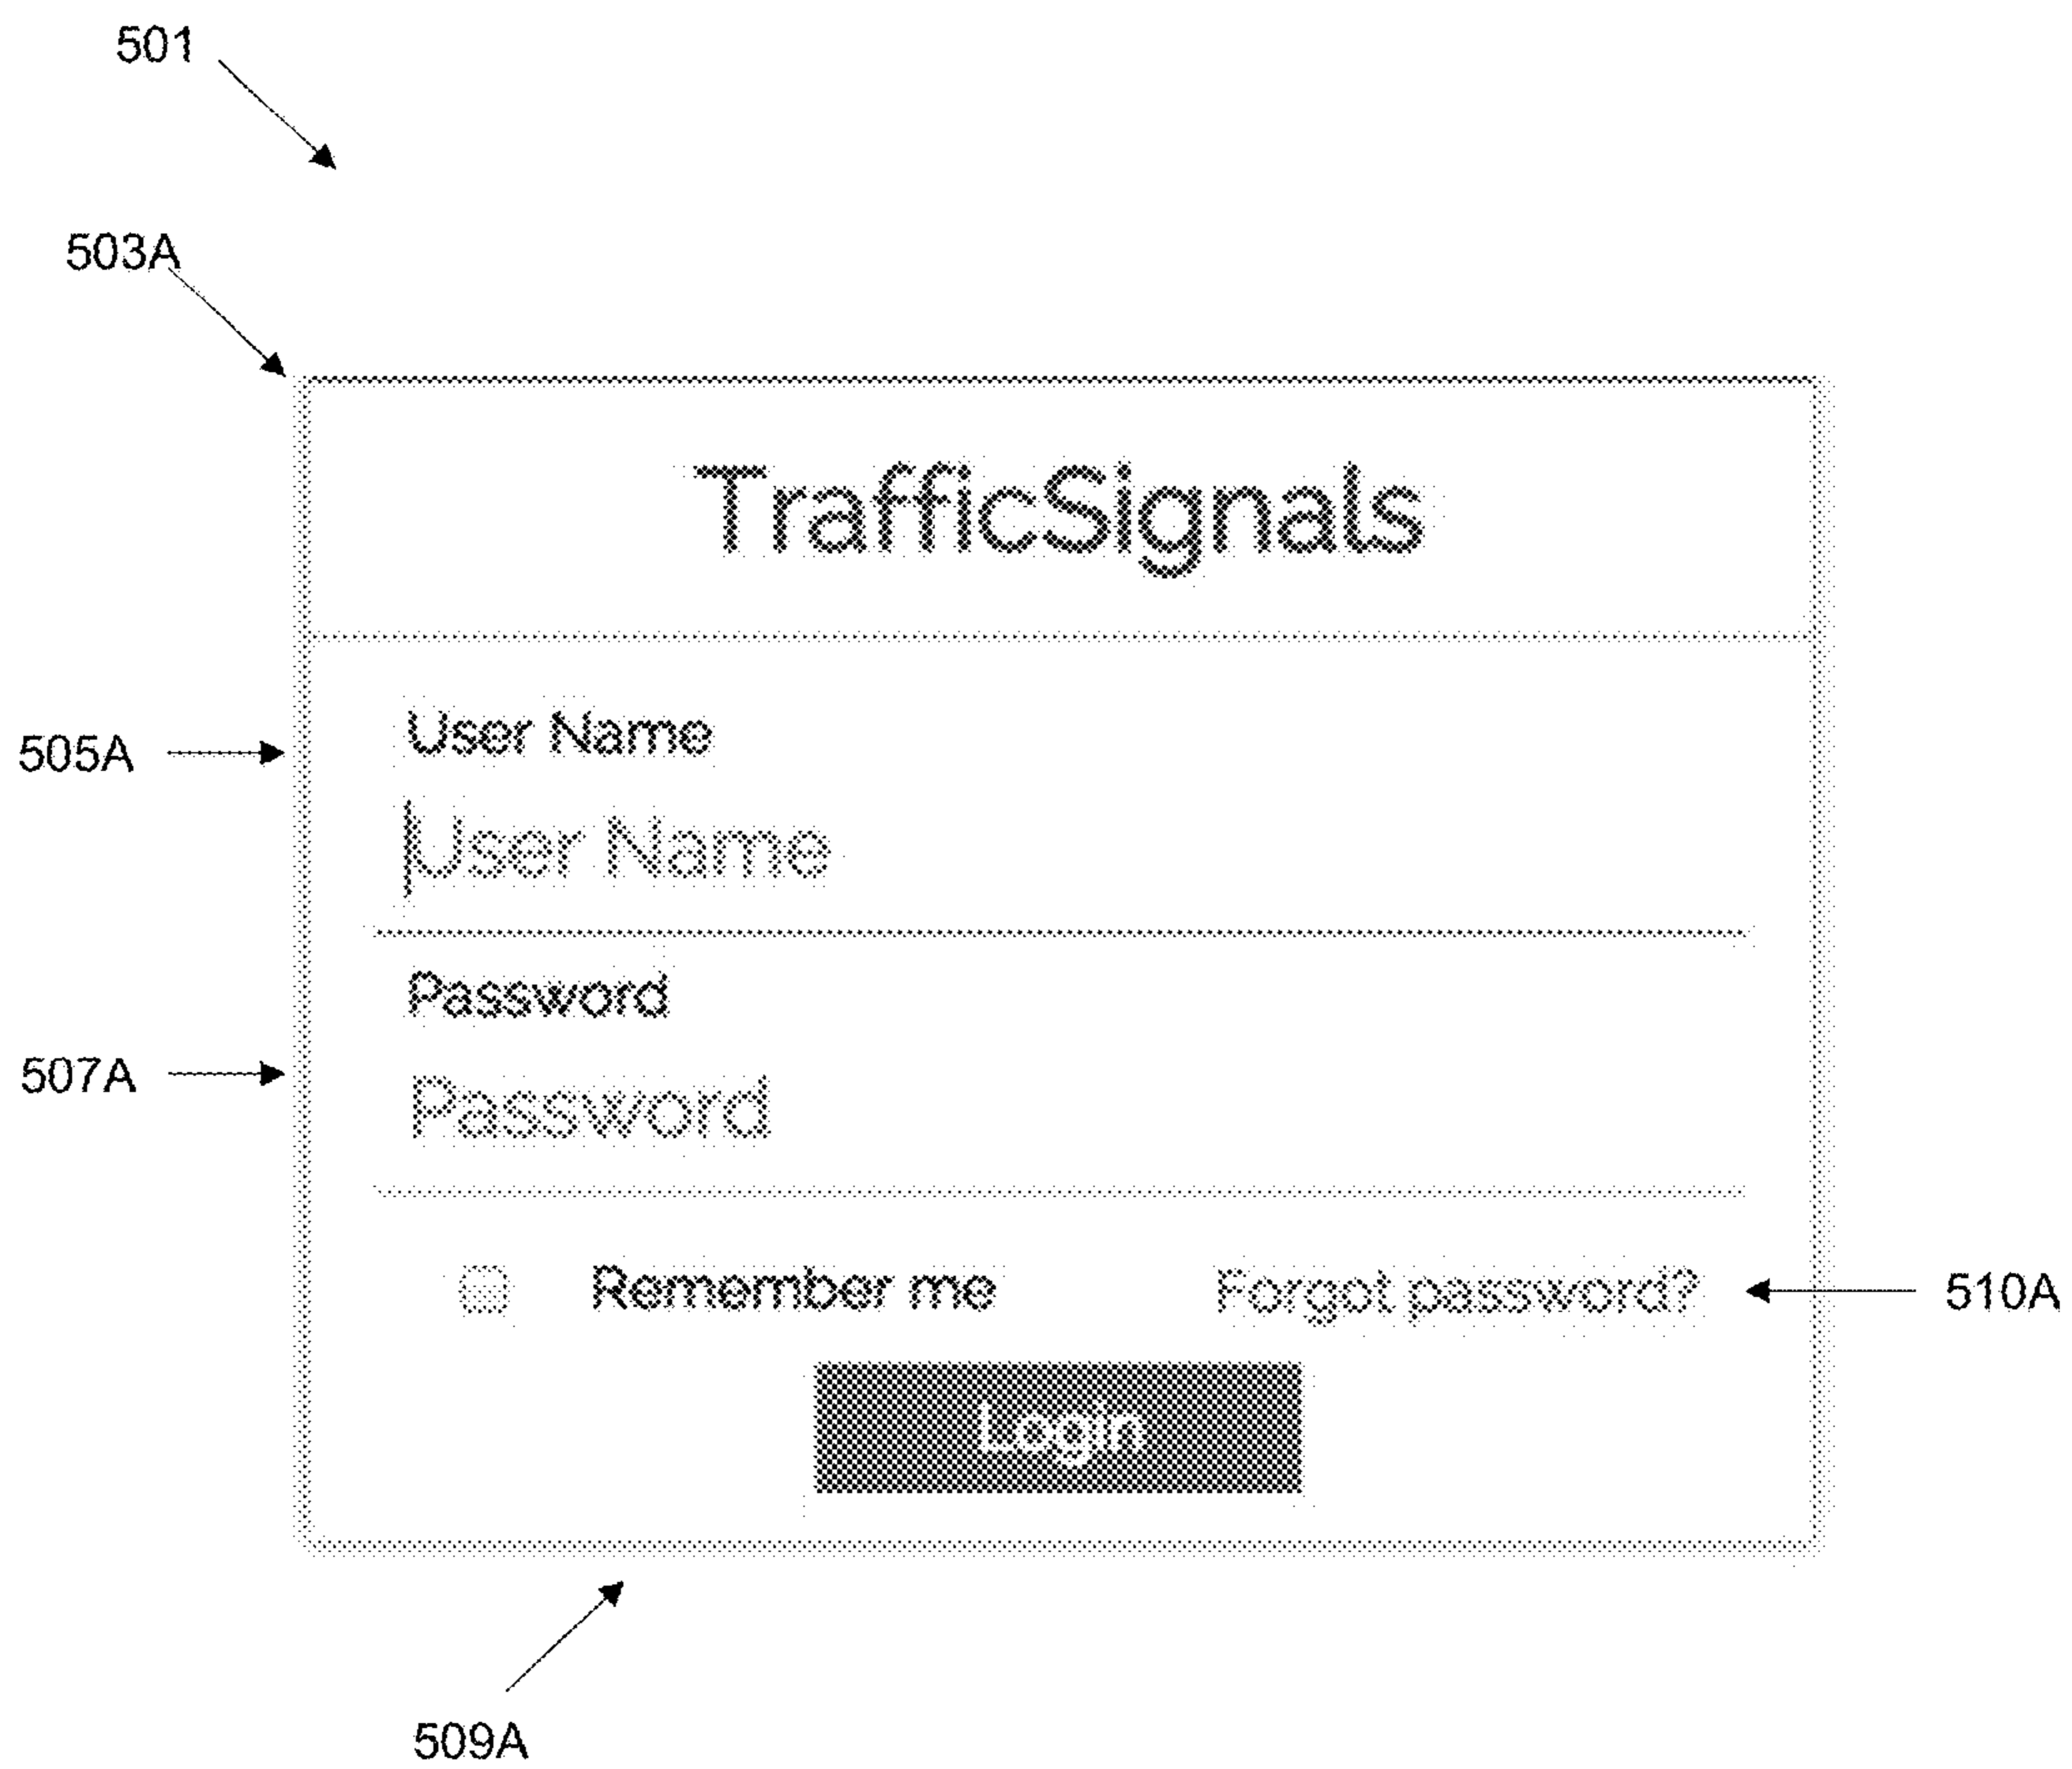 501
503A
TrafficSignals
505A
User Name
User Name
Password
507A
Password
Remember me Forgot password? 510A
Login
509A